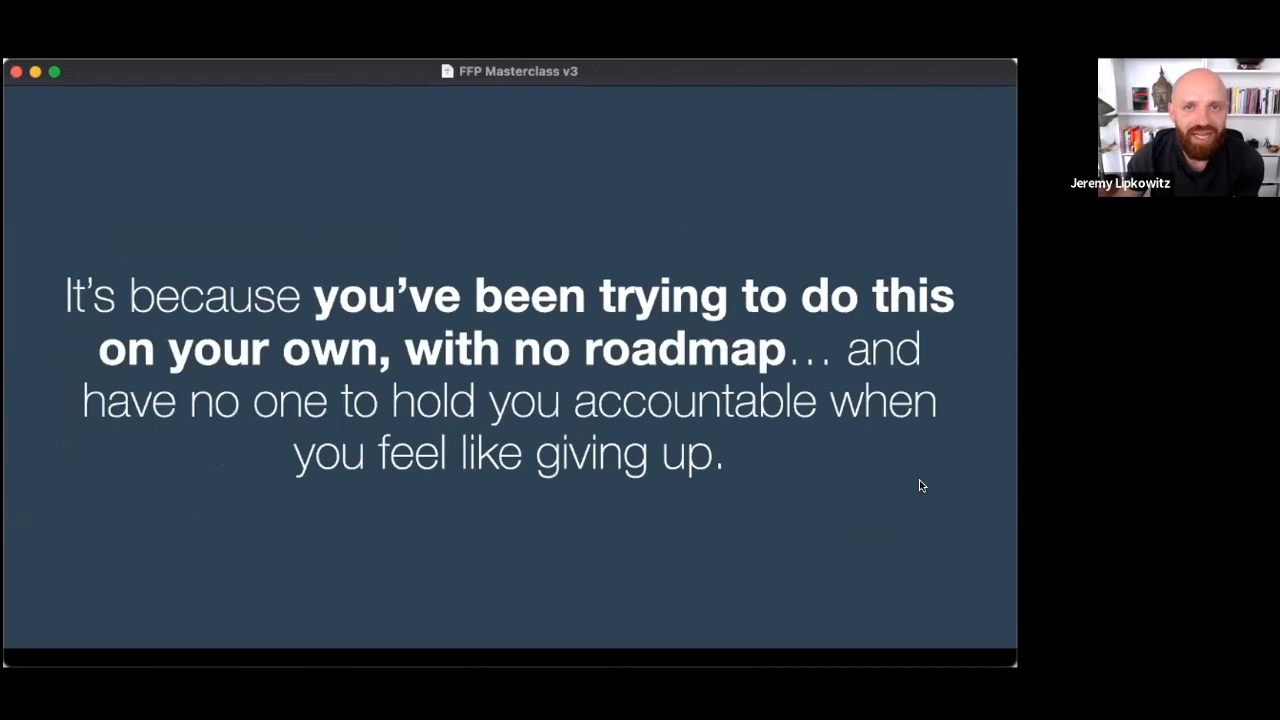 FFP Masterclass v3
Jeremy Lipkowitz
It’s because you’ve been trying to do this
on your own, with no roadmap… and
have no one to hold you accountable when
you feel like giving up.